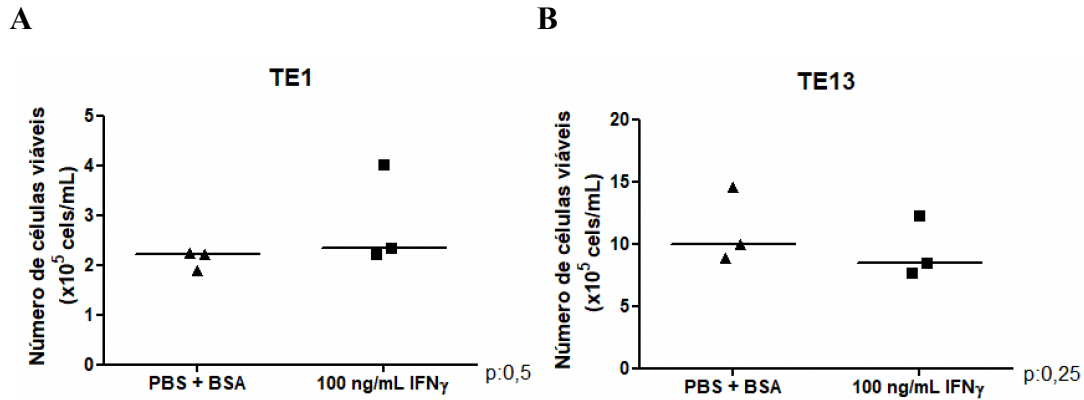 A
TE1
Número de células viáveis
(x10⁵ cels/mL)
5
4
3
2
1
0
PBS + BSA
100 ng/mL IFNγ
p:0,5
B
TE13
Número de células viáveis
(x10⁵ cels/mL)
20
15
10
5
0
PBS + BSA
100 ng/mL IFNγ
p:0,25